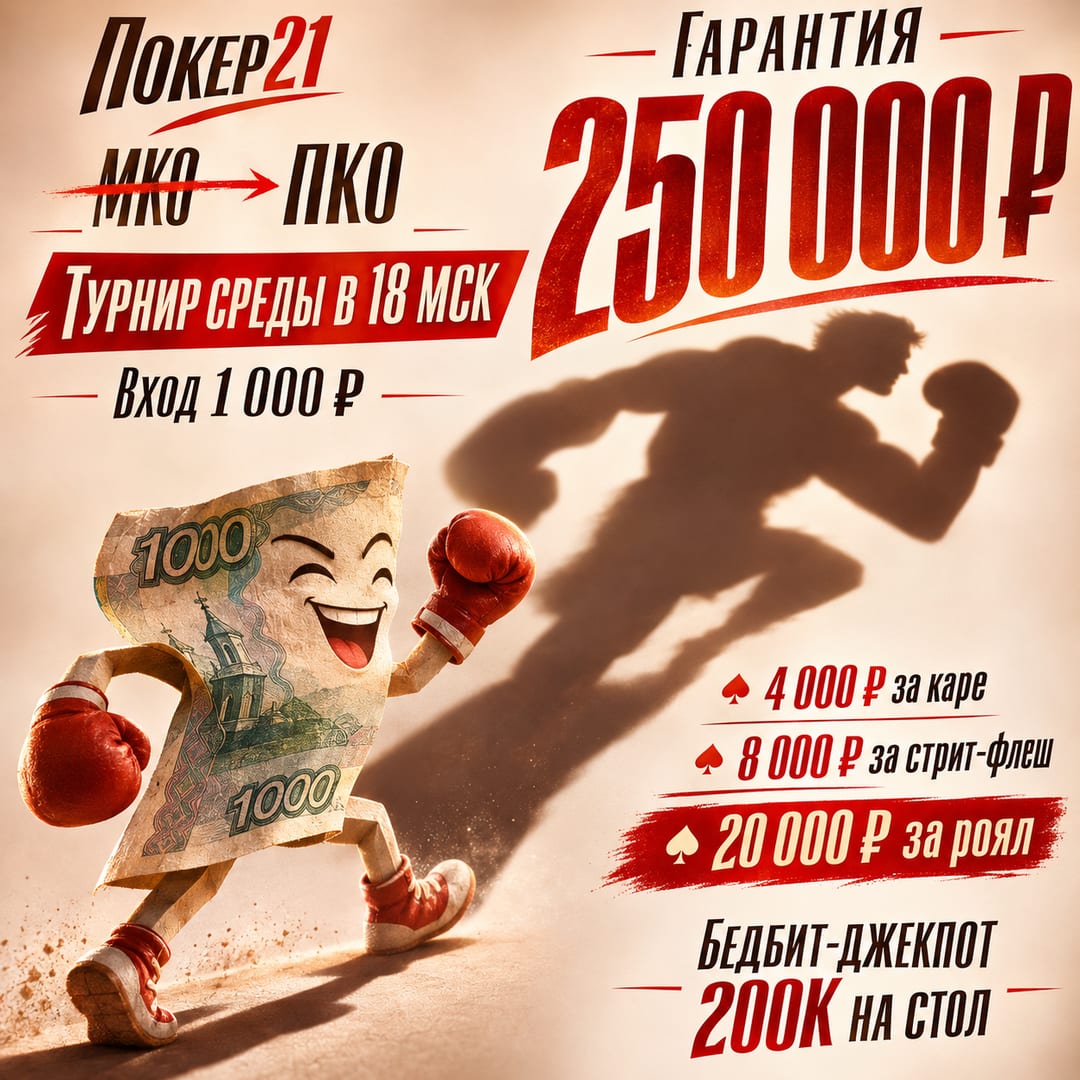 Покер21
МКО → ПКО
Турнир среды в 18 мск
Вход 1 000 ₽
Гарантия
250 000 ₽
1000
1000
♠ 4 000 ₽ за каре
♠ 8 000 ₽ за стрит-флеш
♠ 20 000 ₽ за роял
Бедбит-джекпот
200К на стол